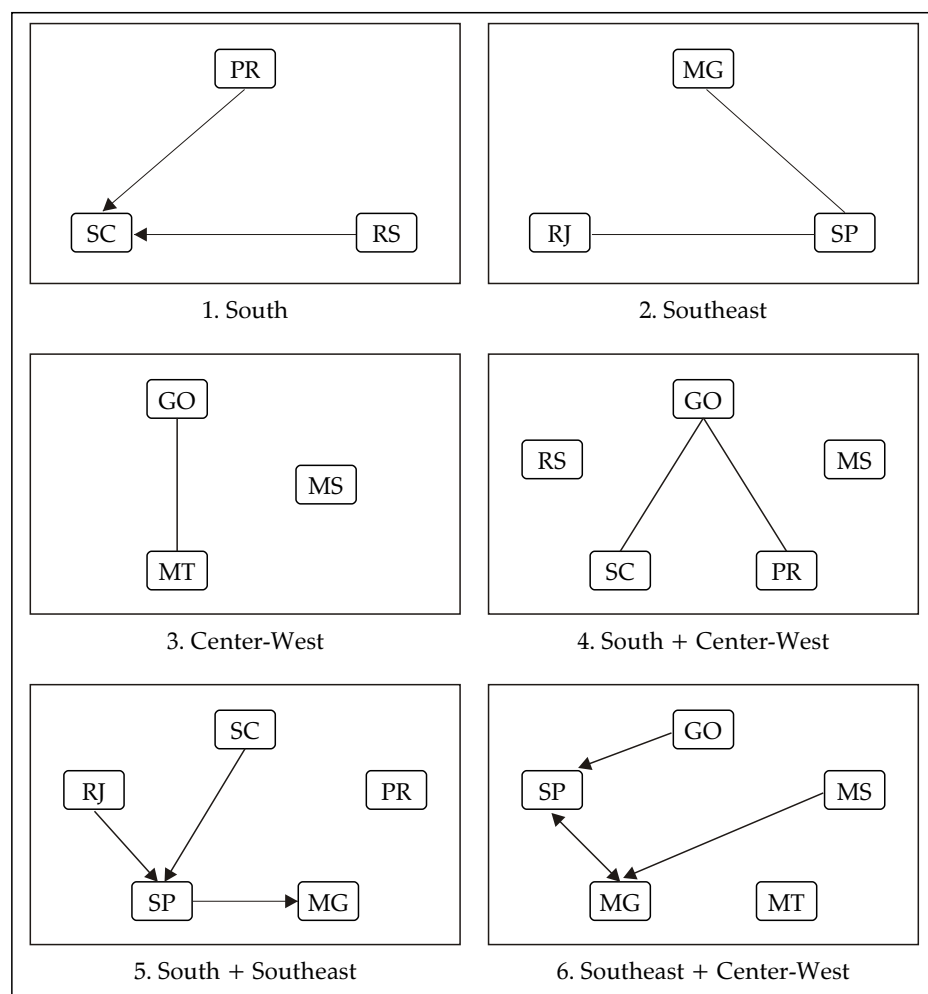 PR
SC
RS
1. South
MG
RJ
SP
2. Southeast
GO
MS
MT
3. Center-West
GO
RS
MS
SC
PR
4. South + Center-West
SC
RJ
PR
SP
MG
5. South + Southeast
GO
SP
MS
MG
MT
6. Southeast + Center-West